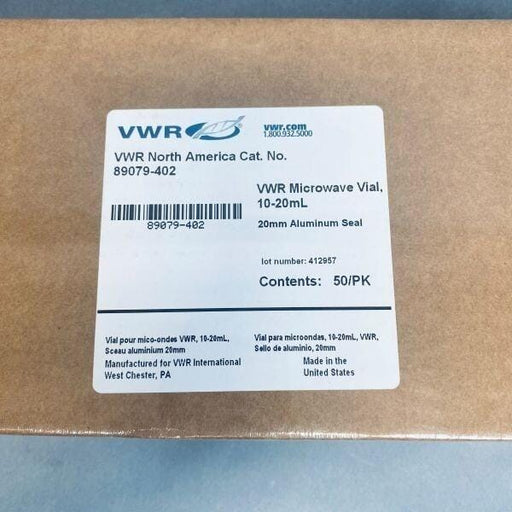 VWR
vwr.com
1.800.932.5000
VWR North America Cat. No.
89079-402
VWR Microwave Vial,
10-20mL
20mm Aluminum Seal
89079-402
lot number: 412957
Contents: 50/PK
Vial pour mico-ondes VWR, 10-20mL,
Sceau aluminium 20mm
Vial para microondas, 10-20mL, VWR,
Sello de aluminio, 20mm
Manufactured for VWR International
West Chester, PA
Made in the
United States